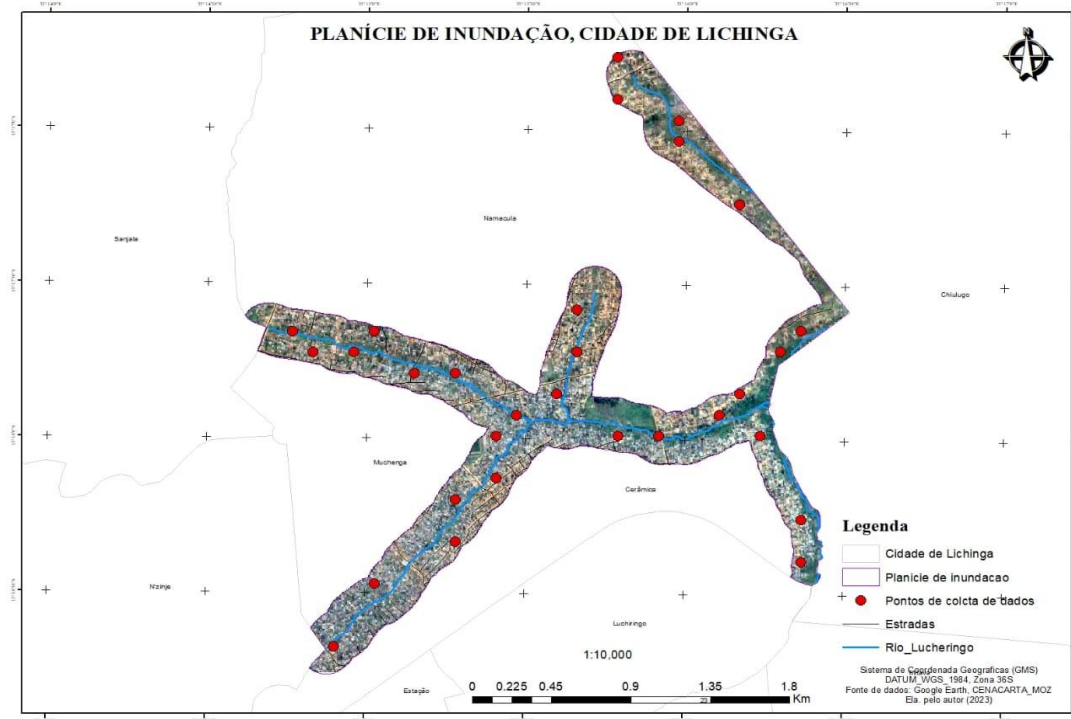 PLANÍCIE DE INUNDAÇÃO, CIDADE DE LICHINGA
Namacula
Sanjala
Chiulugo
Muchenga
Cerâmica
N'zinje
Luchiringo
Estação
Legenda
Cidade de Lichinga
Planicie de inundacao
Pontos de colcta de dados
Estradas
Rio_Lucheringo
1:10,000
0 0.225 0.45 0.9 1.35 1.8
Km
Sistema de Coordenada Geograficas (GMS)
DATUM_WGS_1984, Zona 36S
Fonte de dados: Google Earth, CENACARTA_MOZ
Ela. pelo autor (2023)